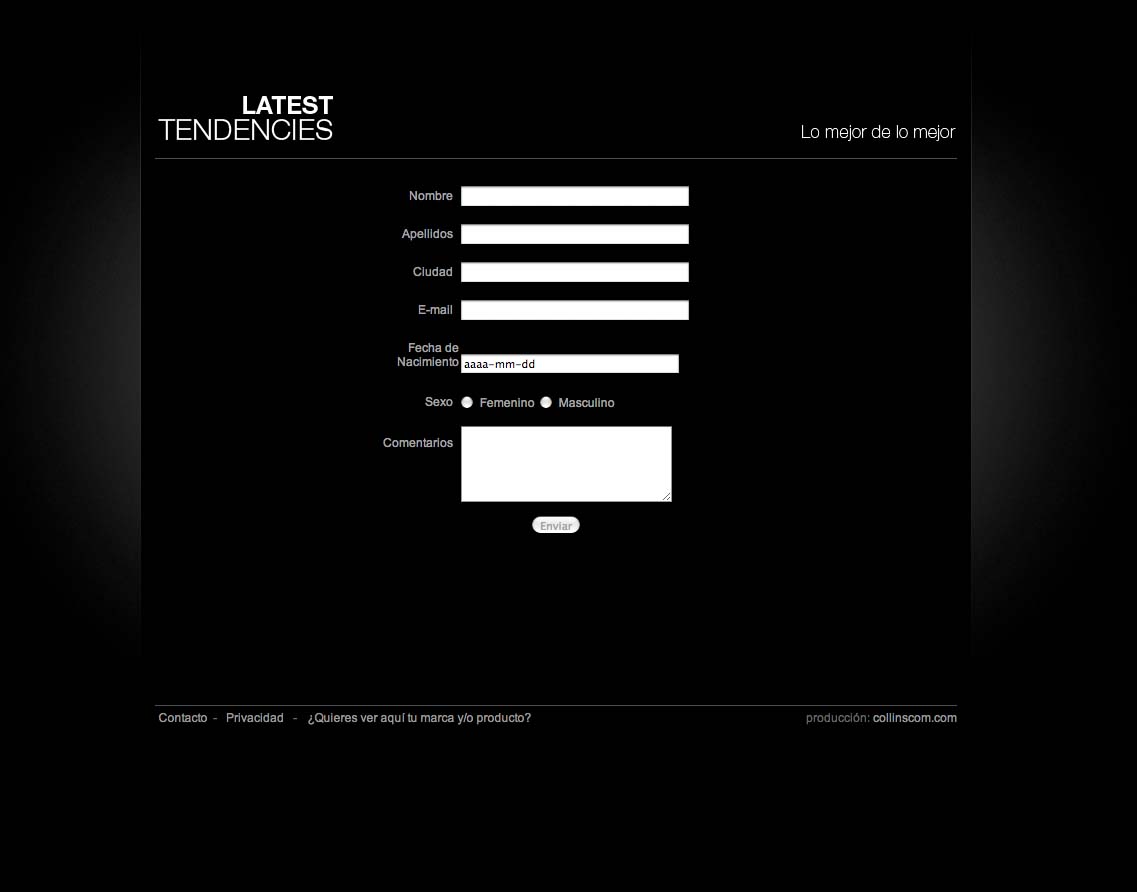 LATEST
TENDENCIES
Lo mejor de lo mejor
Nombre
Apellidos
Ciudad
E-mail
Fecha de
Nacimiento aaaa-mm-dd
Sexo Femenino Masculino
Comentarios
Enviar
Contacto - Privacidad - ¿Quieres ver aquí tu marca y/o producto? producción: collinscom.com